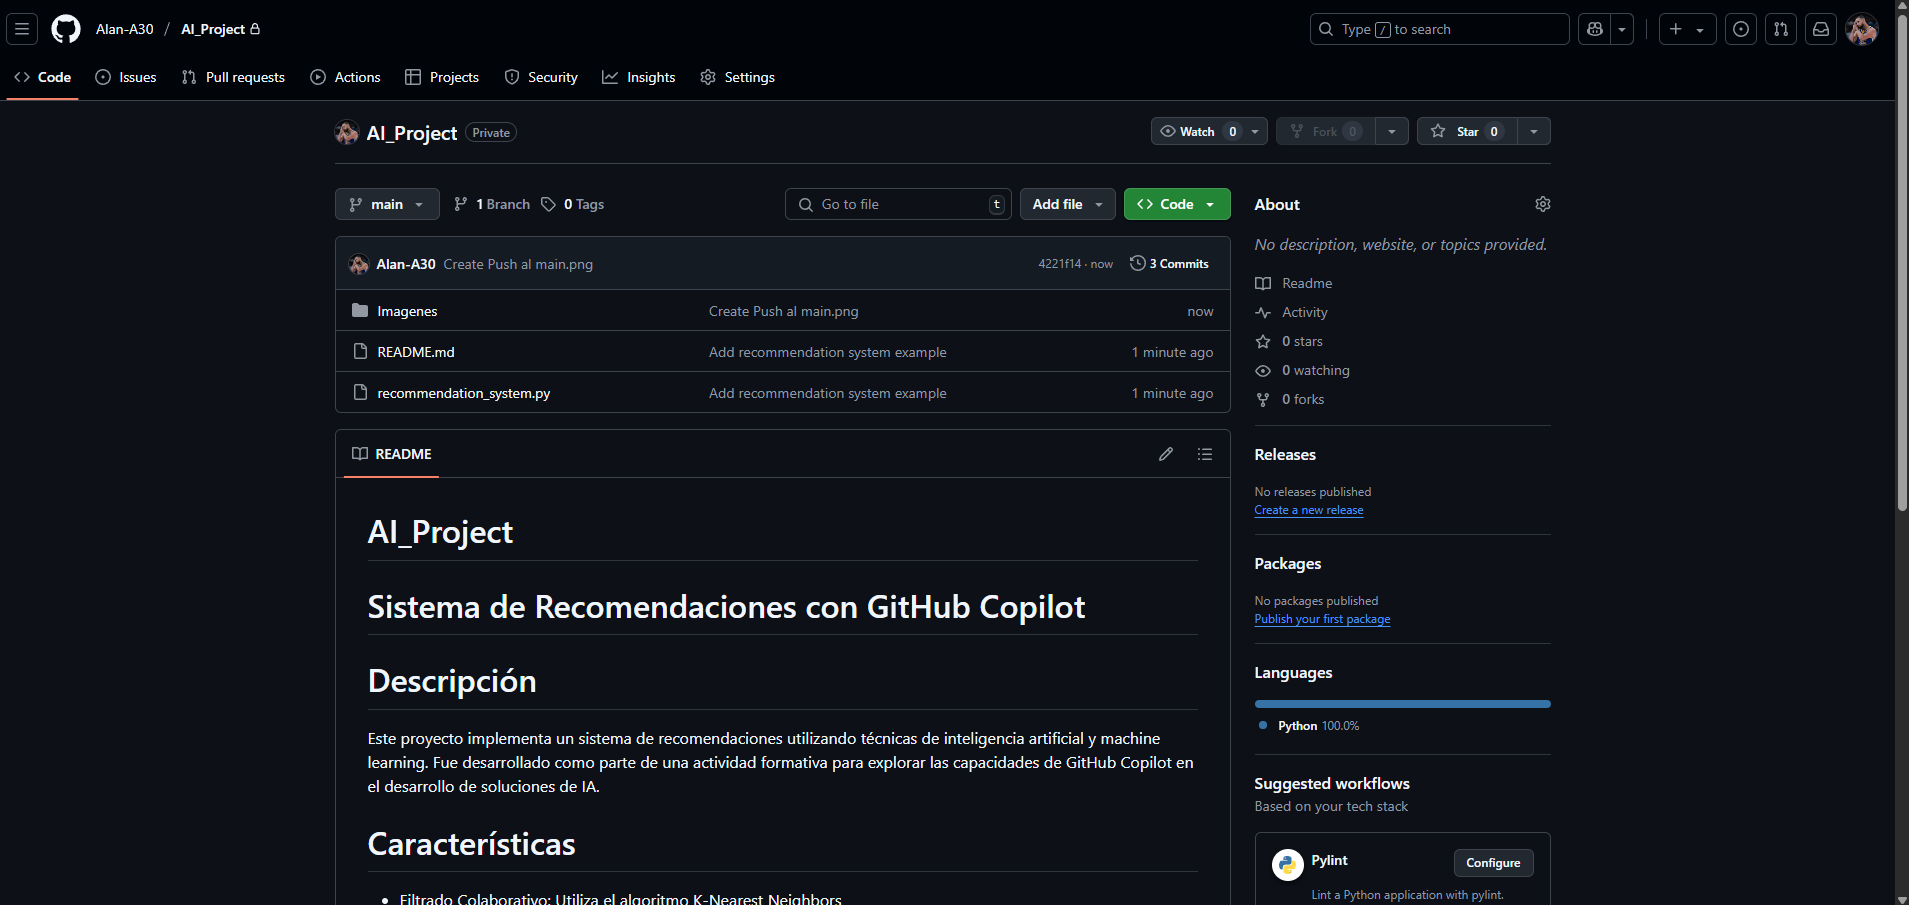 Alan-A30 / AI_Project
Type / to search
Code Issues Pull requests Actions Projects Security Insights Settings
AI_Project Private
Watch 0 Fork 0 Star 0
main 1 Branch 0 Tags Go to file t Add file Code
Alan-A30 Create Push al main.png 4221f14 · now 3 Commits
Imagenes Create Push al main.png now
README.md Add recommendation system example 1 minute ago
recommendation_system.py Add recommendation system example 1 minute ago
README
AI_Project
Sistema de Recomendaciones con GitHub Copilot
Descripción
Este proyecto implementa un sistema de recomendaciones utilizando técnicas de inteligencia artificial y machine
learning. Fue desarrollado como parte de una actividad formativa para explorar las capacidades de GitHub Copilot en
el desarrollo de soluciones de IA.
Características
• Filtrado Colaborativo: Utiliza el algoritmo K-Nearest Neighbors
About
No description, website, or topics provided.
Readme
Activity
0 stars
0 watching
0 forks
Releases
No releases published
Create a new release
Packages
No packages published
Publish your first package
Languages
Python 100.0%
Suggested workflows
Based on your tech stack
Pylint Configure
Lint a Python application with pylint.